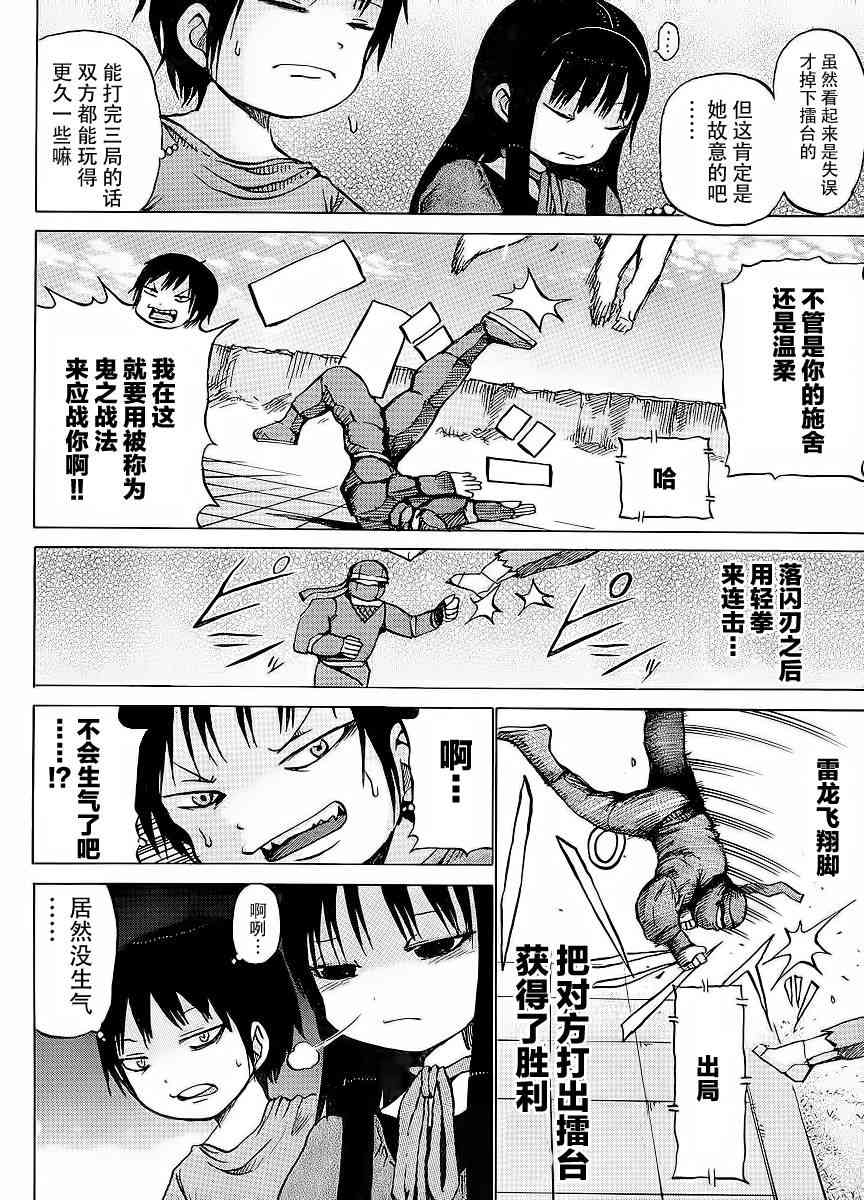 虽然看起来是失误
才掉下擂台的
但这肯定是
她故意的吧
……
…
能打完三局的话
双方都能玩得
更久一些嘛
不管是你的施舍
还是温柔
哈
我在这
就要用被称为
鬼之战法
来应战你啊!!
落闪刃之后
用轻拳
来连击…
雷龙飞翔脚
出局
把对方打出擂台
获得了胜利
啊…
不会生气了吧
……!?
啊咧…
居然没生气
……